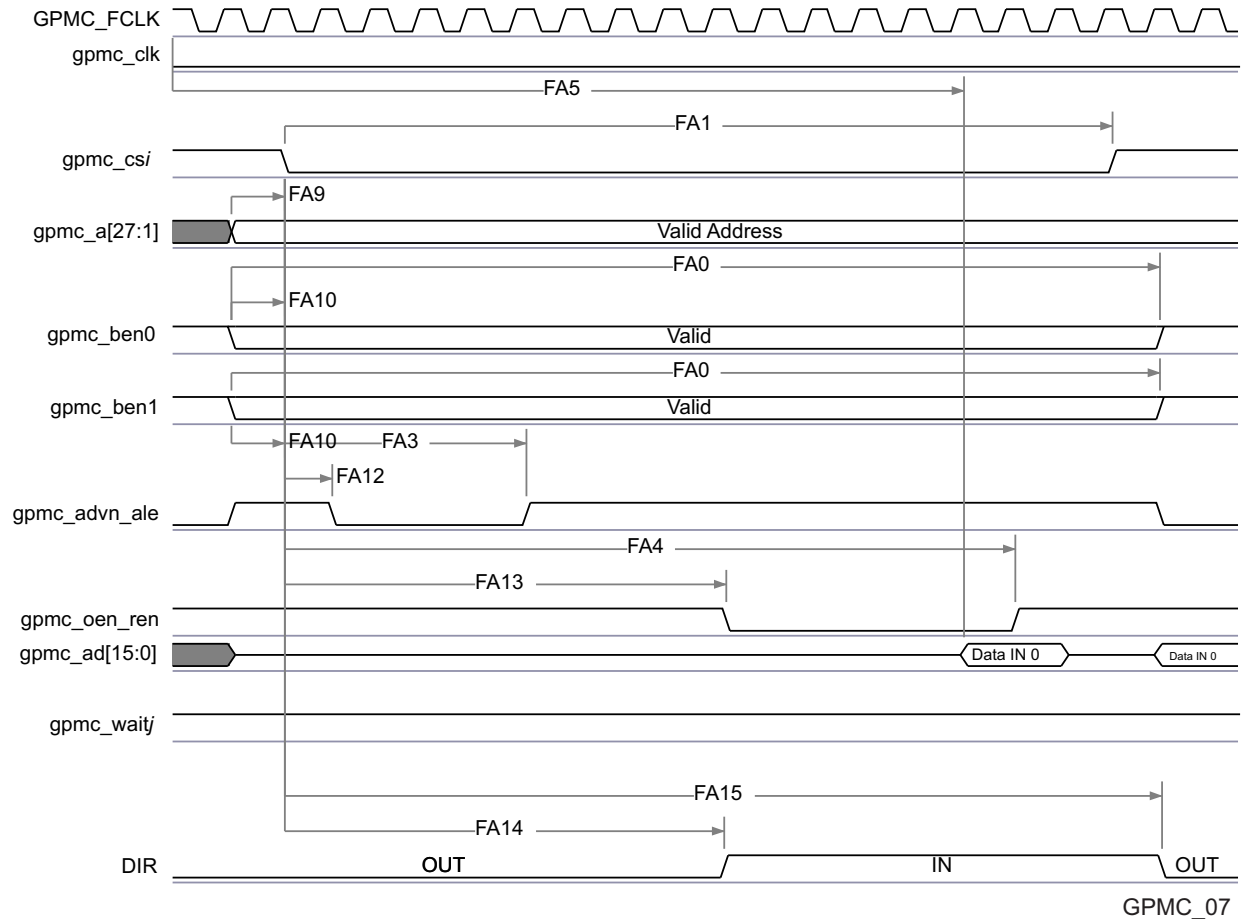 GPMC_FCLK
gpmc_clk
FA5
FA1
gpmc_csi
FA9
gpmc_a[27:1] Valid Address
FA0
FA10
gpmc_ben0 Valid
FA0
gpmc_ben1 Valid
FA10 FA3
FA12
gpmc_advn_ale
FA4
FA13
gpmc_oen_ren
gpmc_ad[15:0] Data IN 0 Data IN 0
gpmc_waitj
FA15
FA14
DIR OUT IN OUT
GPMC_07